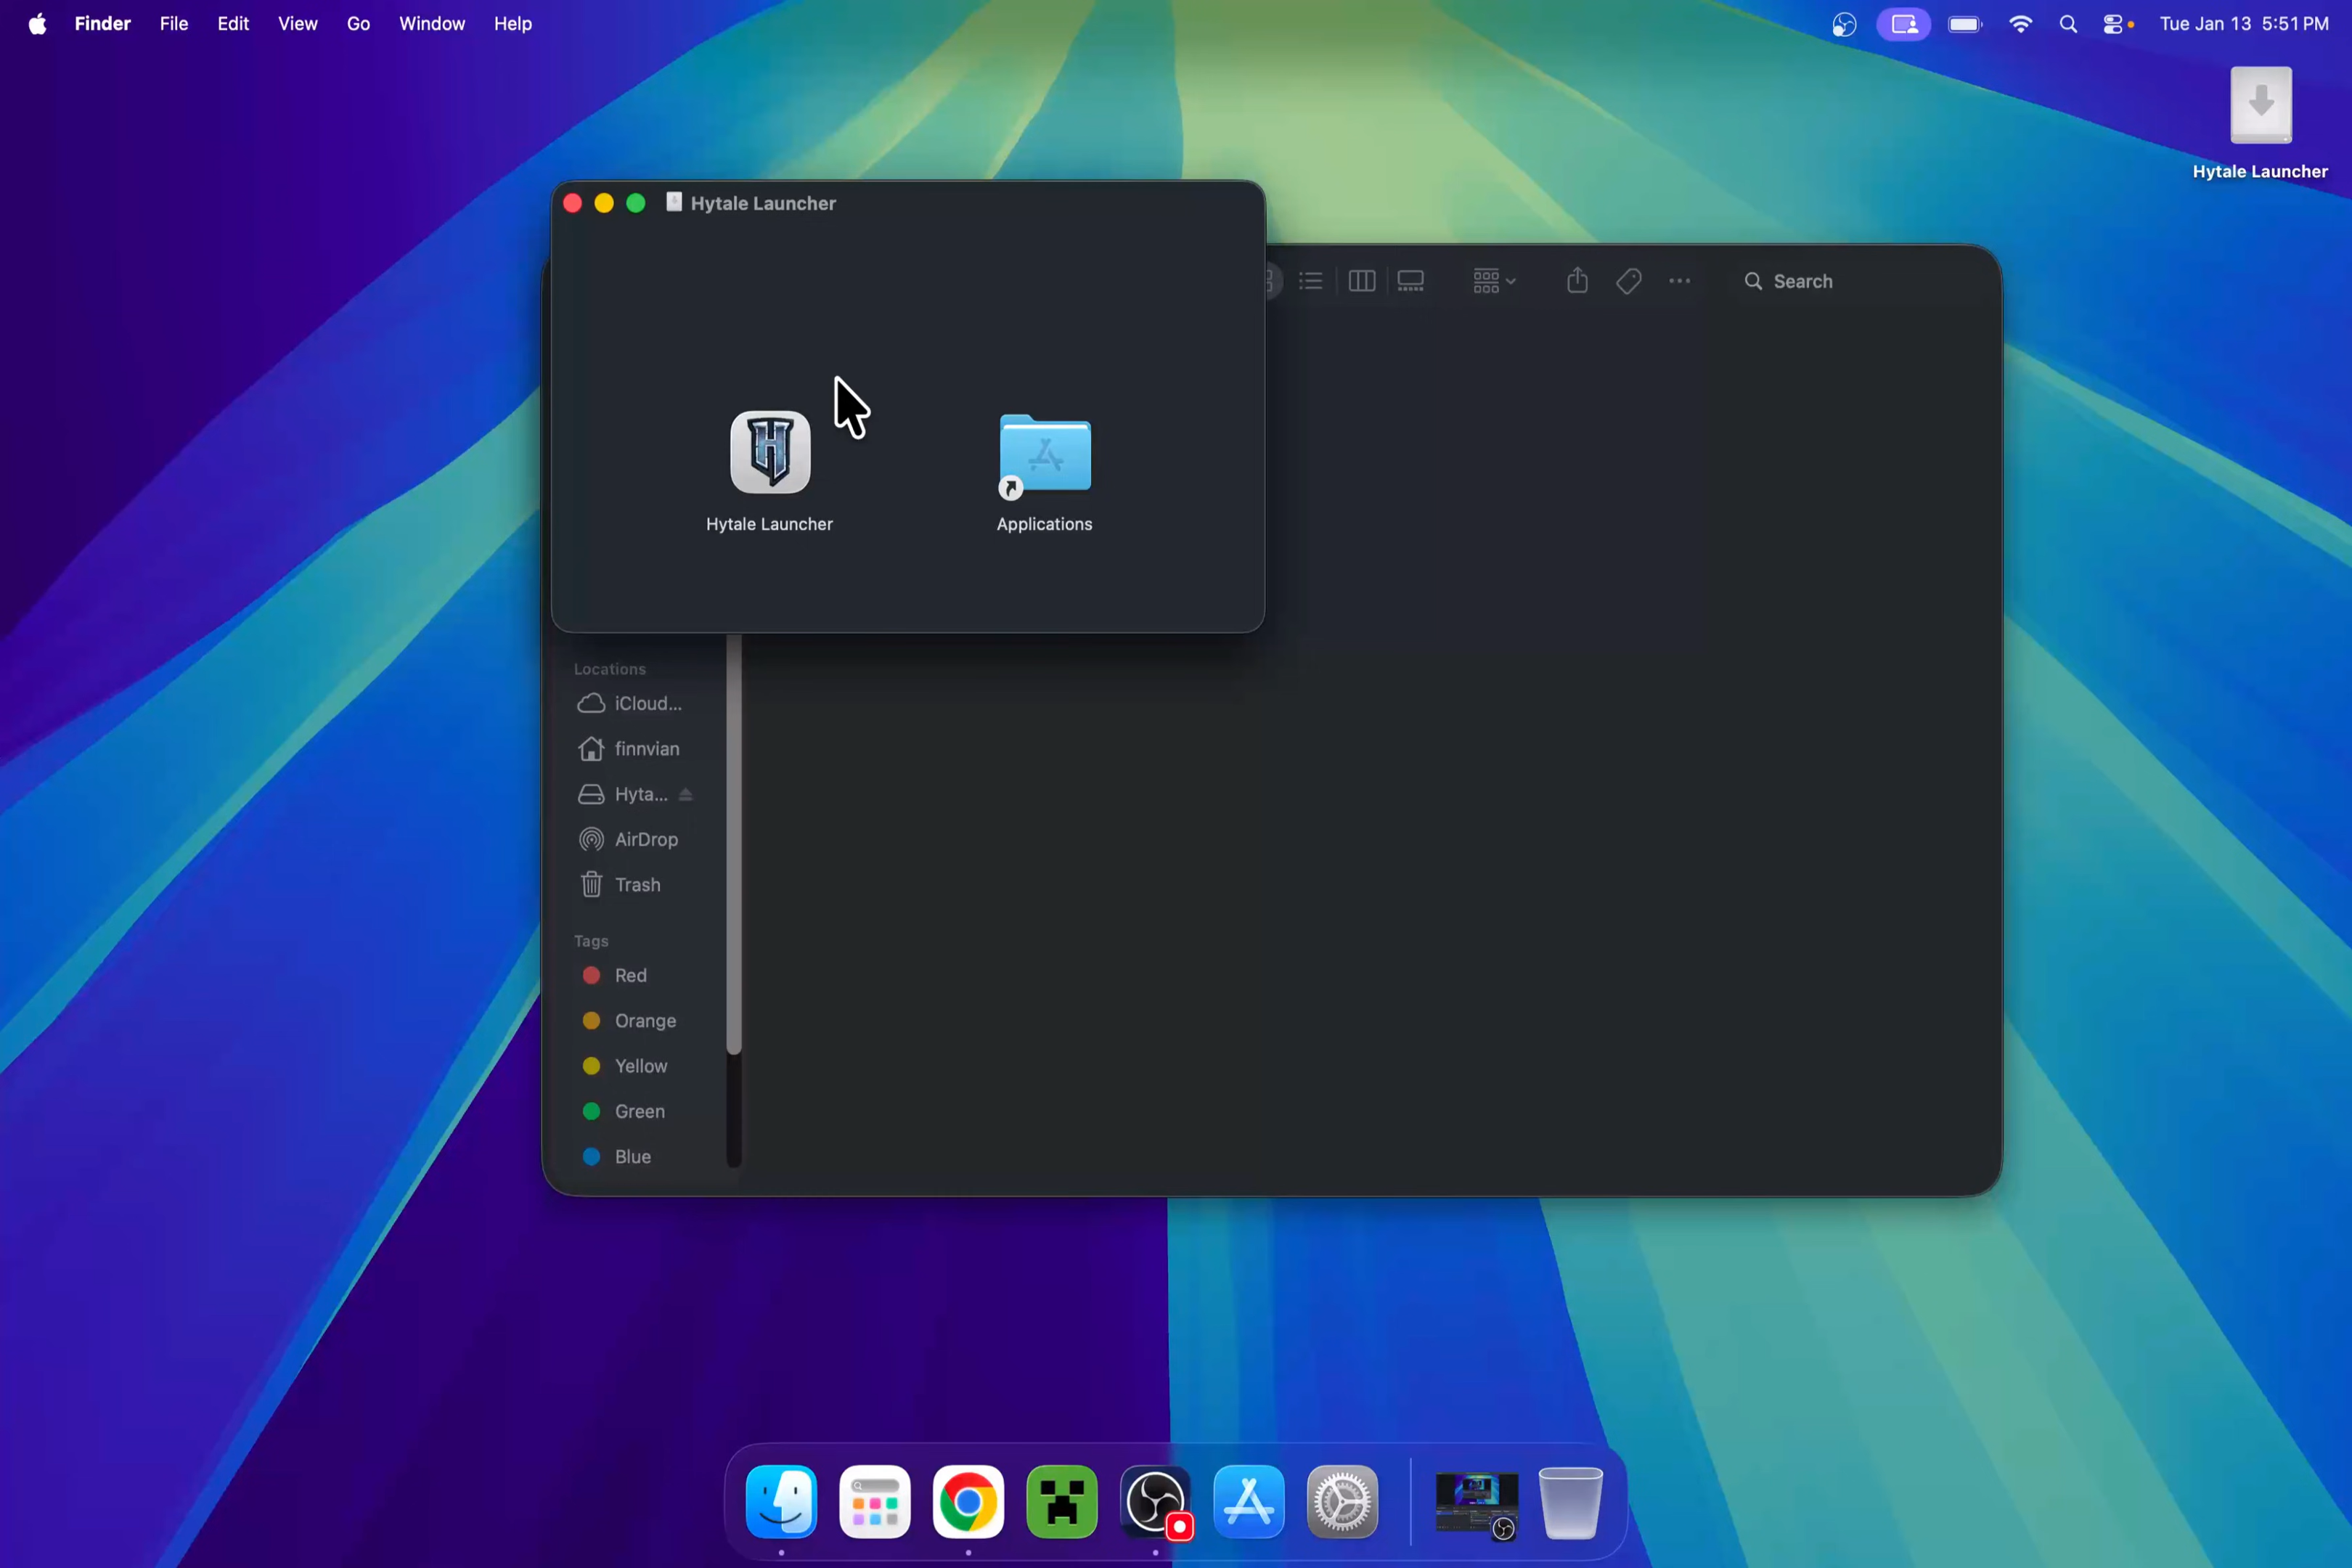 Finder File Edit View Go Window Help
Tue Jan 13 5:51 PM
Hytale Launcher
Hytale Launcher
Search
Hytale Launcher
Applications
Locations
iCloud...
finnvian
Hyta...
AirDrop
Trash
Tags
Red
Orange
Yellow
Green
Blue